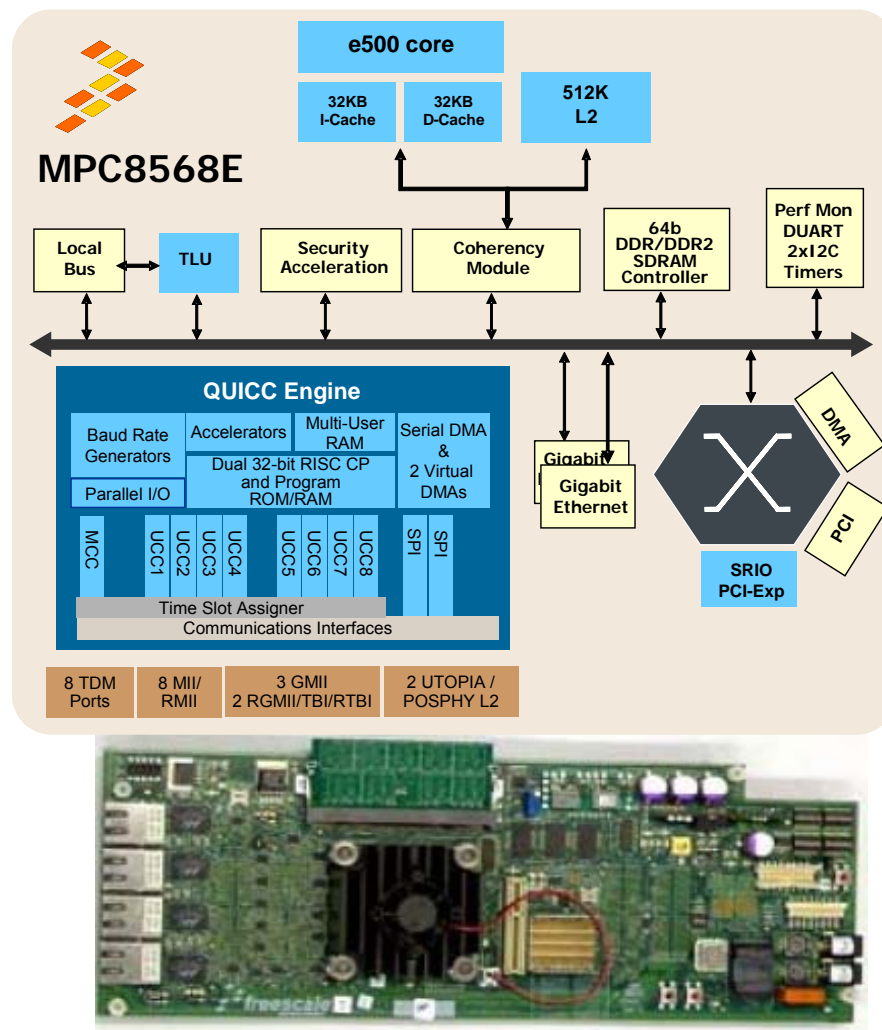 e500 core
32KB
I-Cache
32KB
D-Cache
512K
L2
MPC8568E
Local
Bus
TLU
Security
Acceleration
Coherency
Module
64b
DDR/DDR2
SDRAM
Controller
Perf Mon
DUART
2xI2C
Timers
QUICC Engine
Baud Rate
Generators
Accelerators
Multi-User
RAM
Serial DMA
&
2 Virtual
DMAs
Parallel I/O
Dual 32-bit RISC CP
and Program
ROM/RAM
MCC
UCC1
UCC2
UCC3
UCC4
UCC5
UCC6
UCC7
UCC8
SPI
SPI
Time Slot Assigner
Communications Interfaces
Gigabit
Gigabit
Ethernet
DMA
PCI
SRIO
PCI-Exp
8 TDM
Ports
8 MII/
RMII
3 GMII
2 RGMII/TBI/RTBI
2 UTOPIA /
POSPHY L2
freescale